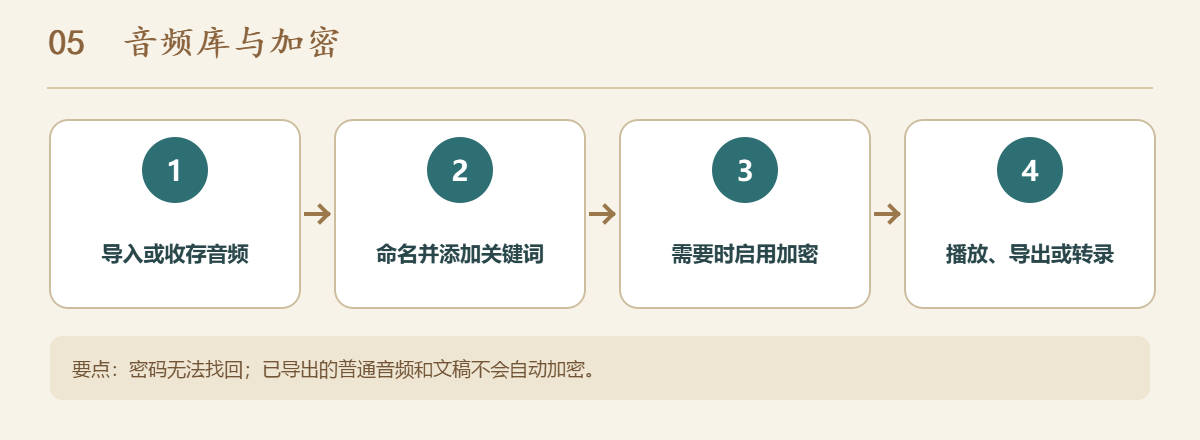 05 音频库与加密
1
导入或收存音频
2
命名并添加关键词
3
需要时启用加密
4
播放、导出或转录
要点：密码无法找回；已导出的普通音频和文稿不会自动加密。